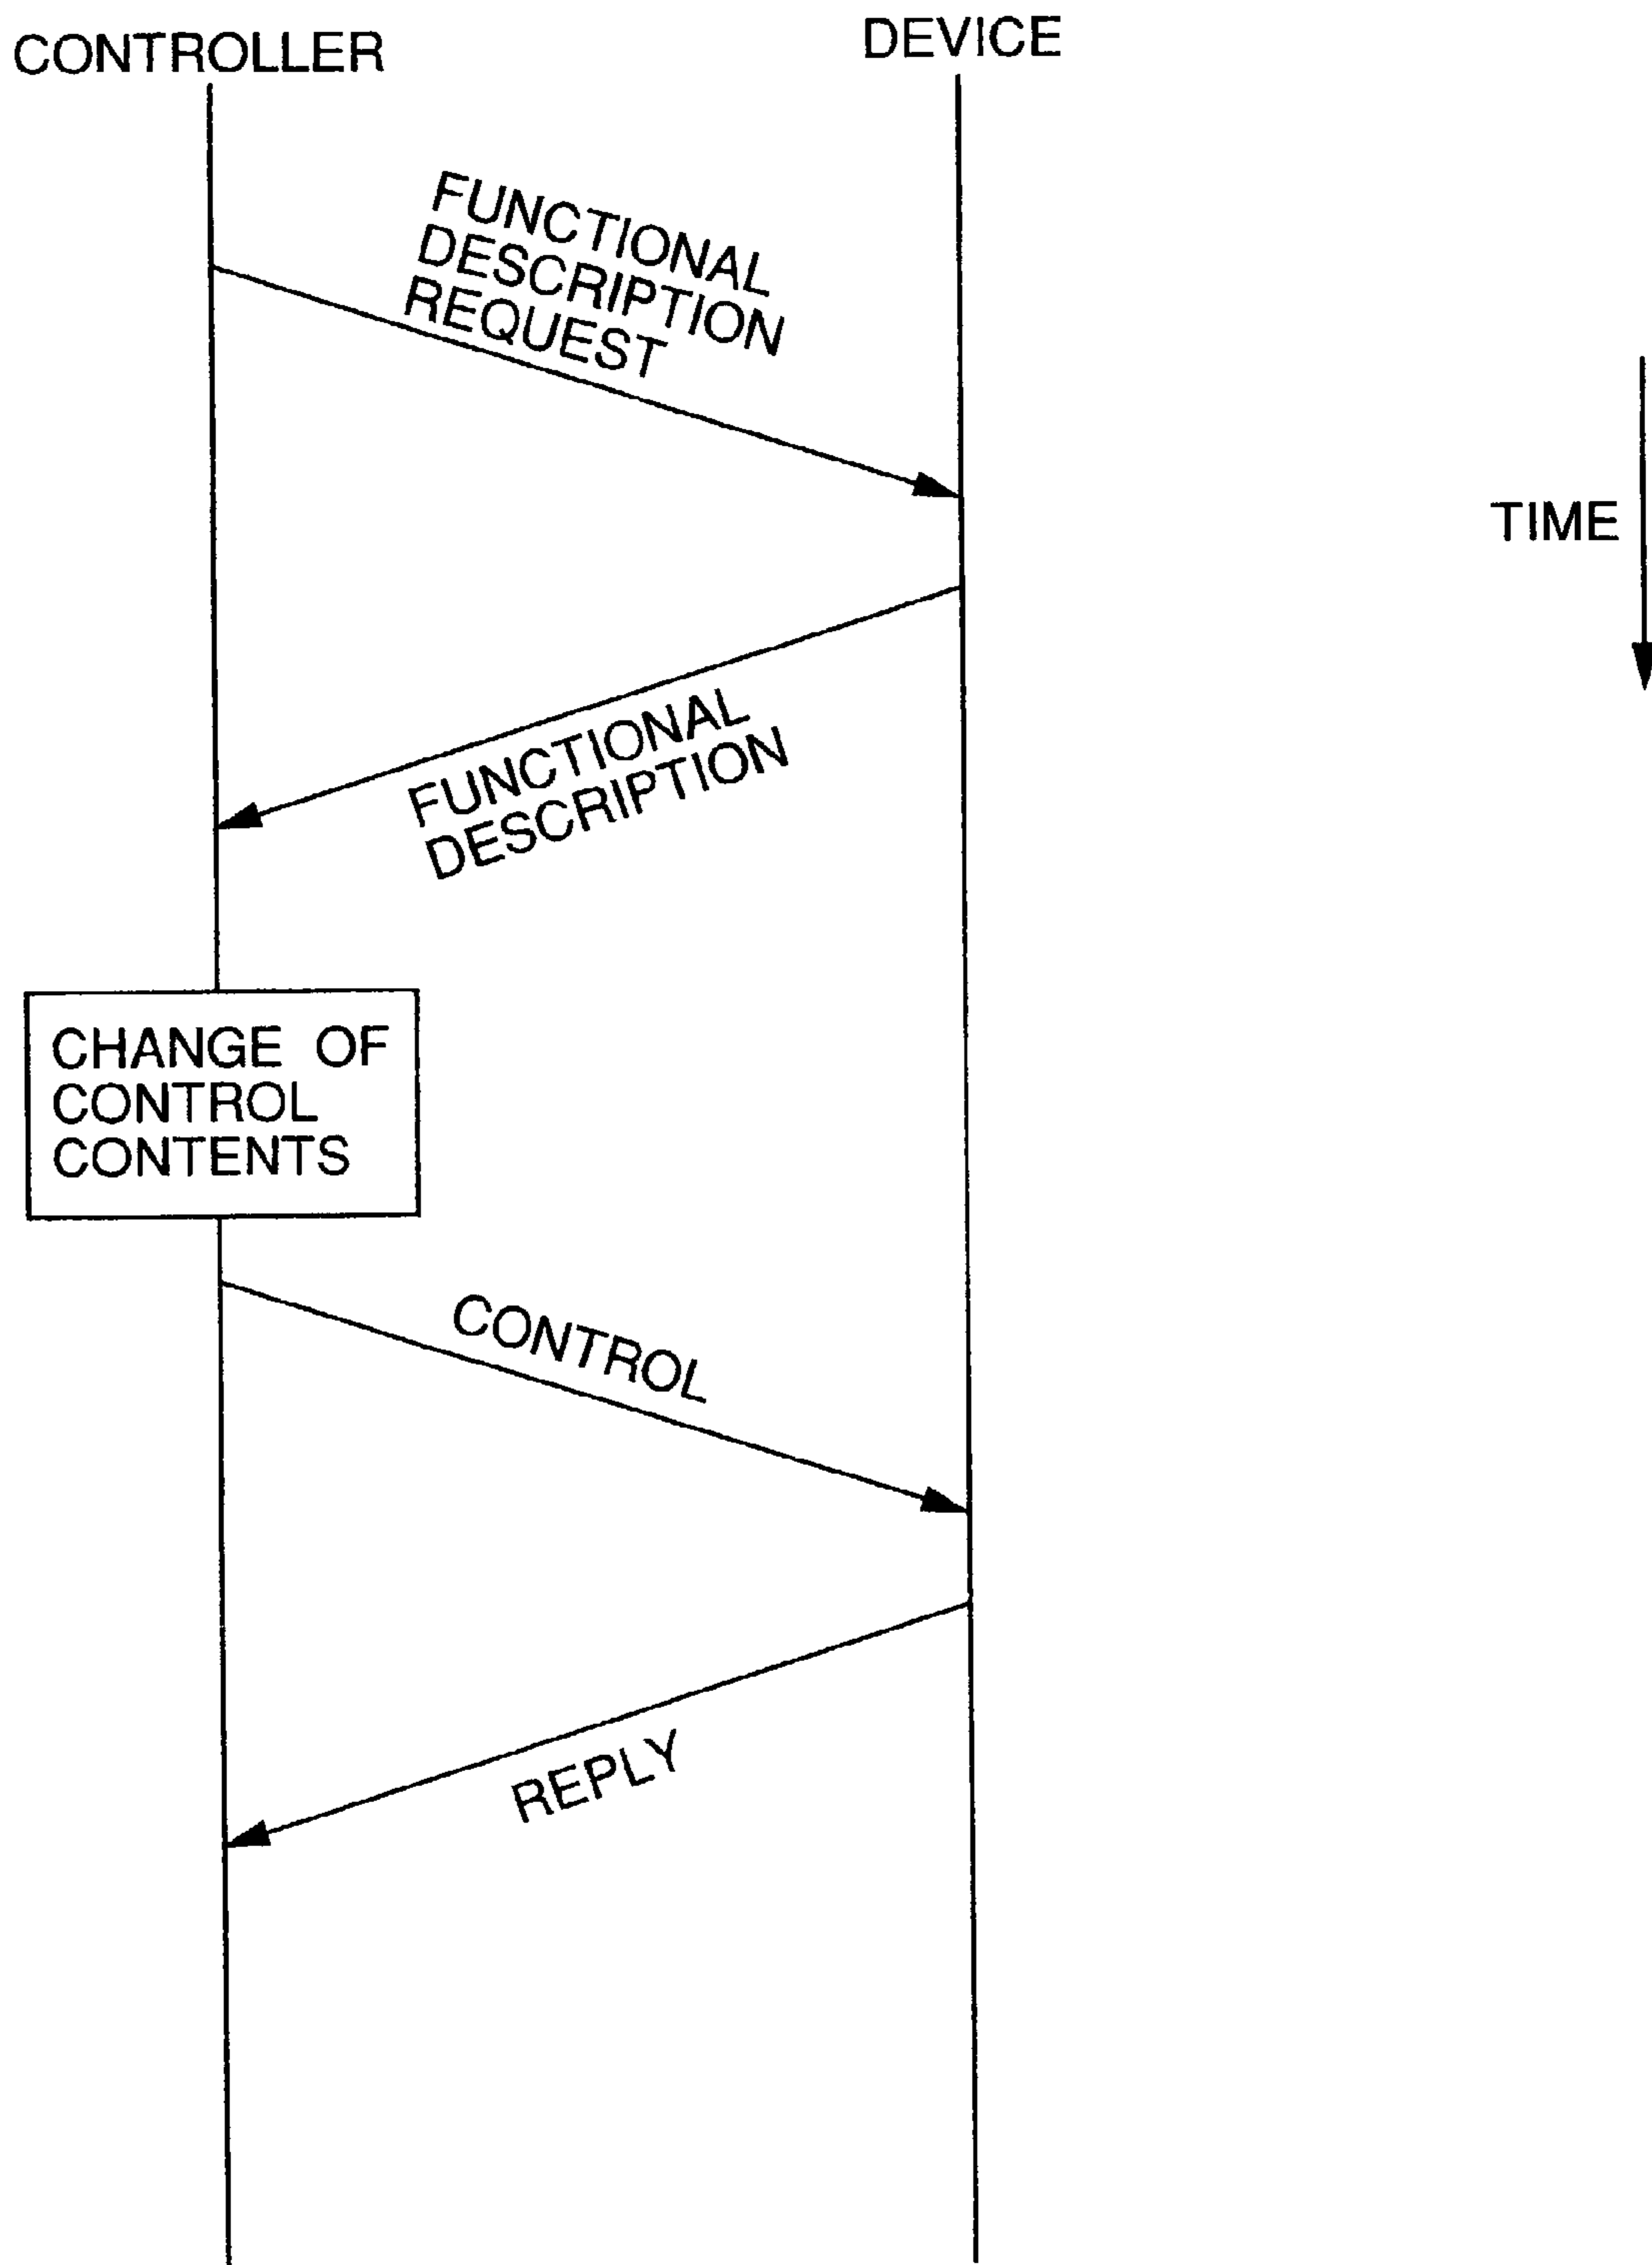 CONTROLLER
DEVICE
FUNCTIONAL
DESCRIPTION
REQUEST
TIME
FUNCTIONAL
DESCRIPTION
CHANGE OF
CONTROL
CONTENTS
CONTROL
REPLY